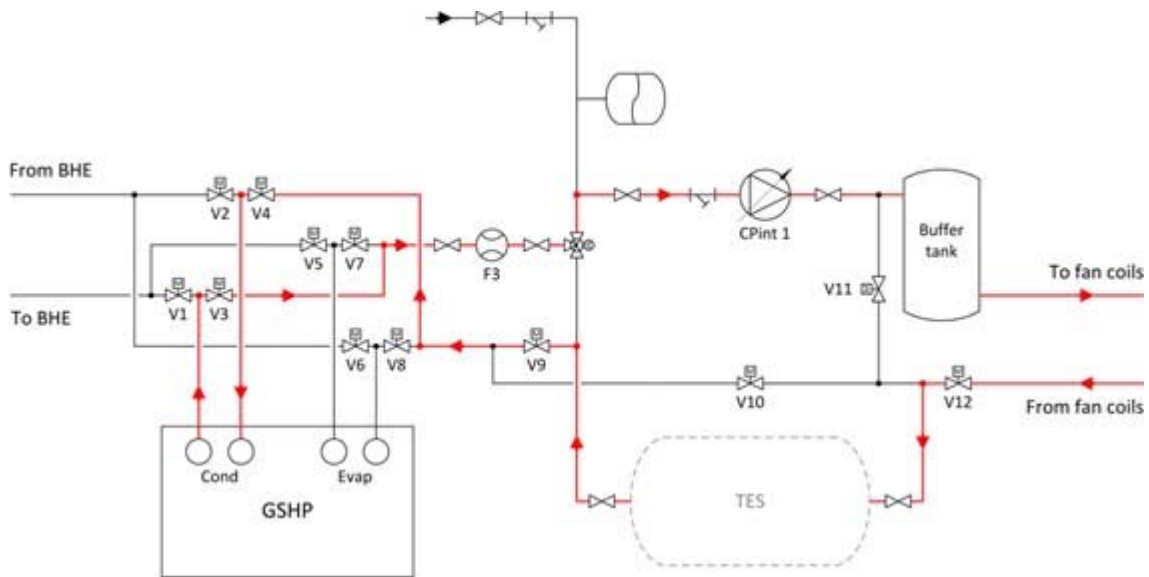 From BHE
V2
V4
CPint 1
Buffer
tank
V5
V7
F3
To fan coils
V11
V1
V3
To BHE
V6
V8
V9
V10
V12
From fan coils
Cond
Evap
GSHP
TES